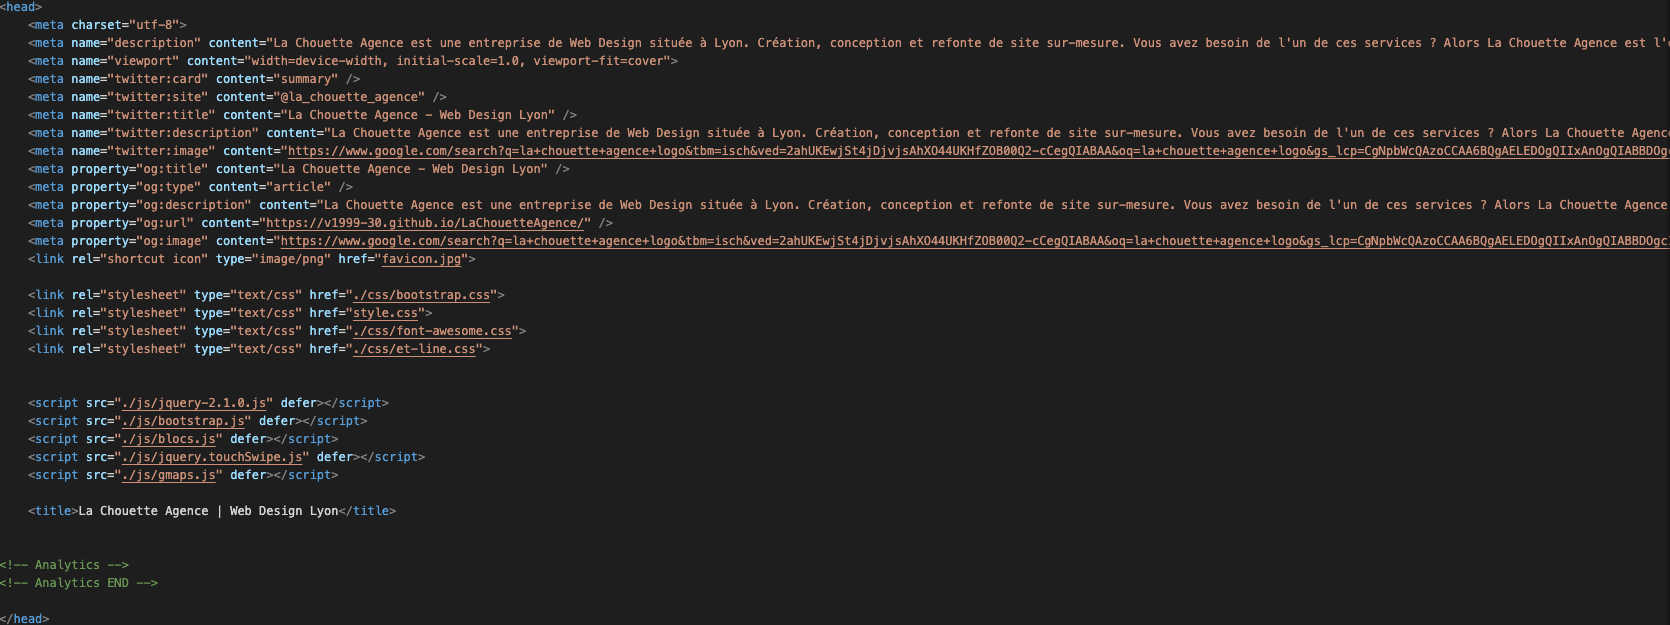 <head>
<meta charset="utf-8">
<meta name="description" content="La Chouette Agence est une entreprise de Web Design située à Lyon. Création, conception et refonte de site sur-mesure. Vous avez besoin de l'un de ces services ? Alors La Chouette Agence est l'
<meta name="viewport" content="width=device-width, initial-scale=1.0, viewport-fit=cover">
<meta name="twitter:card" content="summary" />
<meta name="twitter:site" content="@la_chouette_agence" />
<meta name="twitter:title" content="La Chouette Agence - Web Design Lyon" />
<meta name="twitter:description" content="La Chouette Agence est une entreprise de Web Design située à Lyon. Création, conception et refonte de site sur-mesure. Vous avez besoin de l'un de ces services ? Alors La Chouette Agenc
<meta name="twitter:image" content="https://www.google.com/search?q=la+chouette+agence+logo&tbm=isch&ved=2ahUKEwjSt4jDjvjsAhXO44UKHfZOB00Q2-cCegQIABAA&oq=la+chouette+agence+logo&gs_lcp=CgNpbWcQAzoCCAA6BQgAELEDOgQIIxAnOgQIABBDOg
<meta property="og:title" content="La Chouette Agence - Web Design Lyon" />
<meta property="og:type" content="article" />
<meta property="og:description" content="La Chouette Agence est une entreprise de Web Design située à Lyon. Création, conception et refonte de site sur-mesure. Vous avez besoin de l'un de ces services ? Alors La Chouette Agence
<meta property="og:url" content="https://v1999-30.github.io/LaChouetteAgence/" />
<meta property="og:image" content="https://www.google.com/search?q=la+chouette+agence+logo&tbm=isch&ved=2ahUKEwjSt4jDjvjsAhXO44UKHfZOB00Q2-cCegQIABAA&oq=la+chouette+agence+logo&gs_lcp=CgNpbWcQAzoCCAA6BQgAELEDOgQIIxAnOgQIABBDOgc
<link rel="shortcut icon" type="image/png" href="favicon.jpg">
<link rel="stylesheet" type="text/css" href="./css/bootstrap.css">
<link rel="stylesheet" type="text/css" href="style.css">
<link rel="stylesheet" type="text/css" href="./css/font-awesome.css">
<link rel="stylesheet" type="text/css" href="./css/et-line.css">
<script src="./js/jquery-2.1.0.js" defer></script>
<script src="./js/bootstrap.js" defer></script>
<script src="./js/blocs.js" defer></script>
<script src="./js/jquery.touchSwipe.js" defer></script>
<script src="./js/gmaps.js" defer></script>
<title>La Chouette Agence | Web Design Lyon</title>
<!-- Analytics -->
<!-- Analytics END -->
</head>